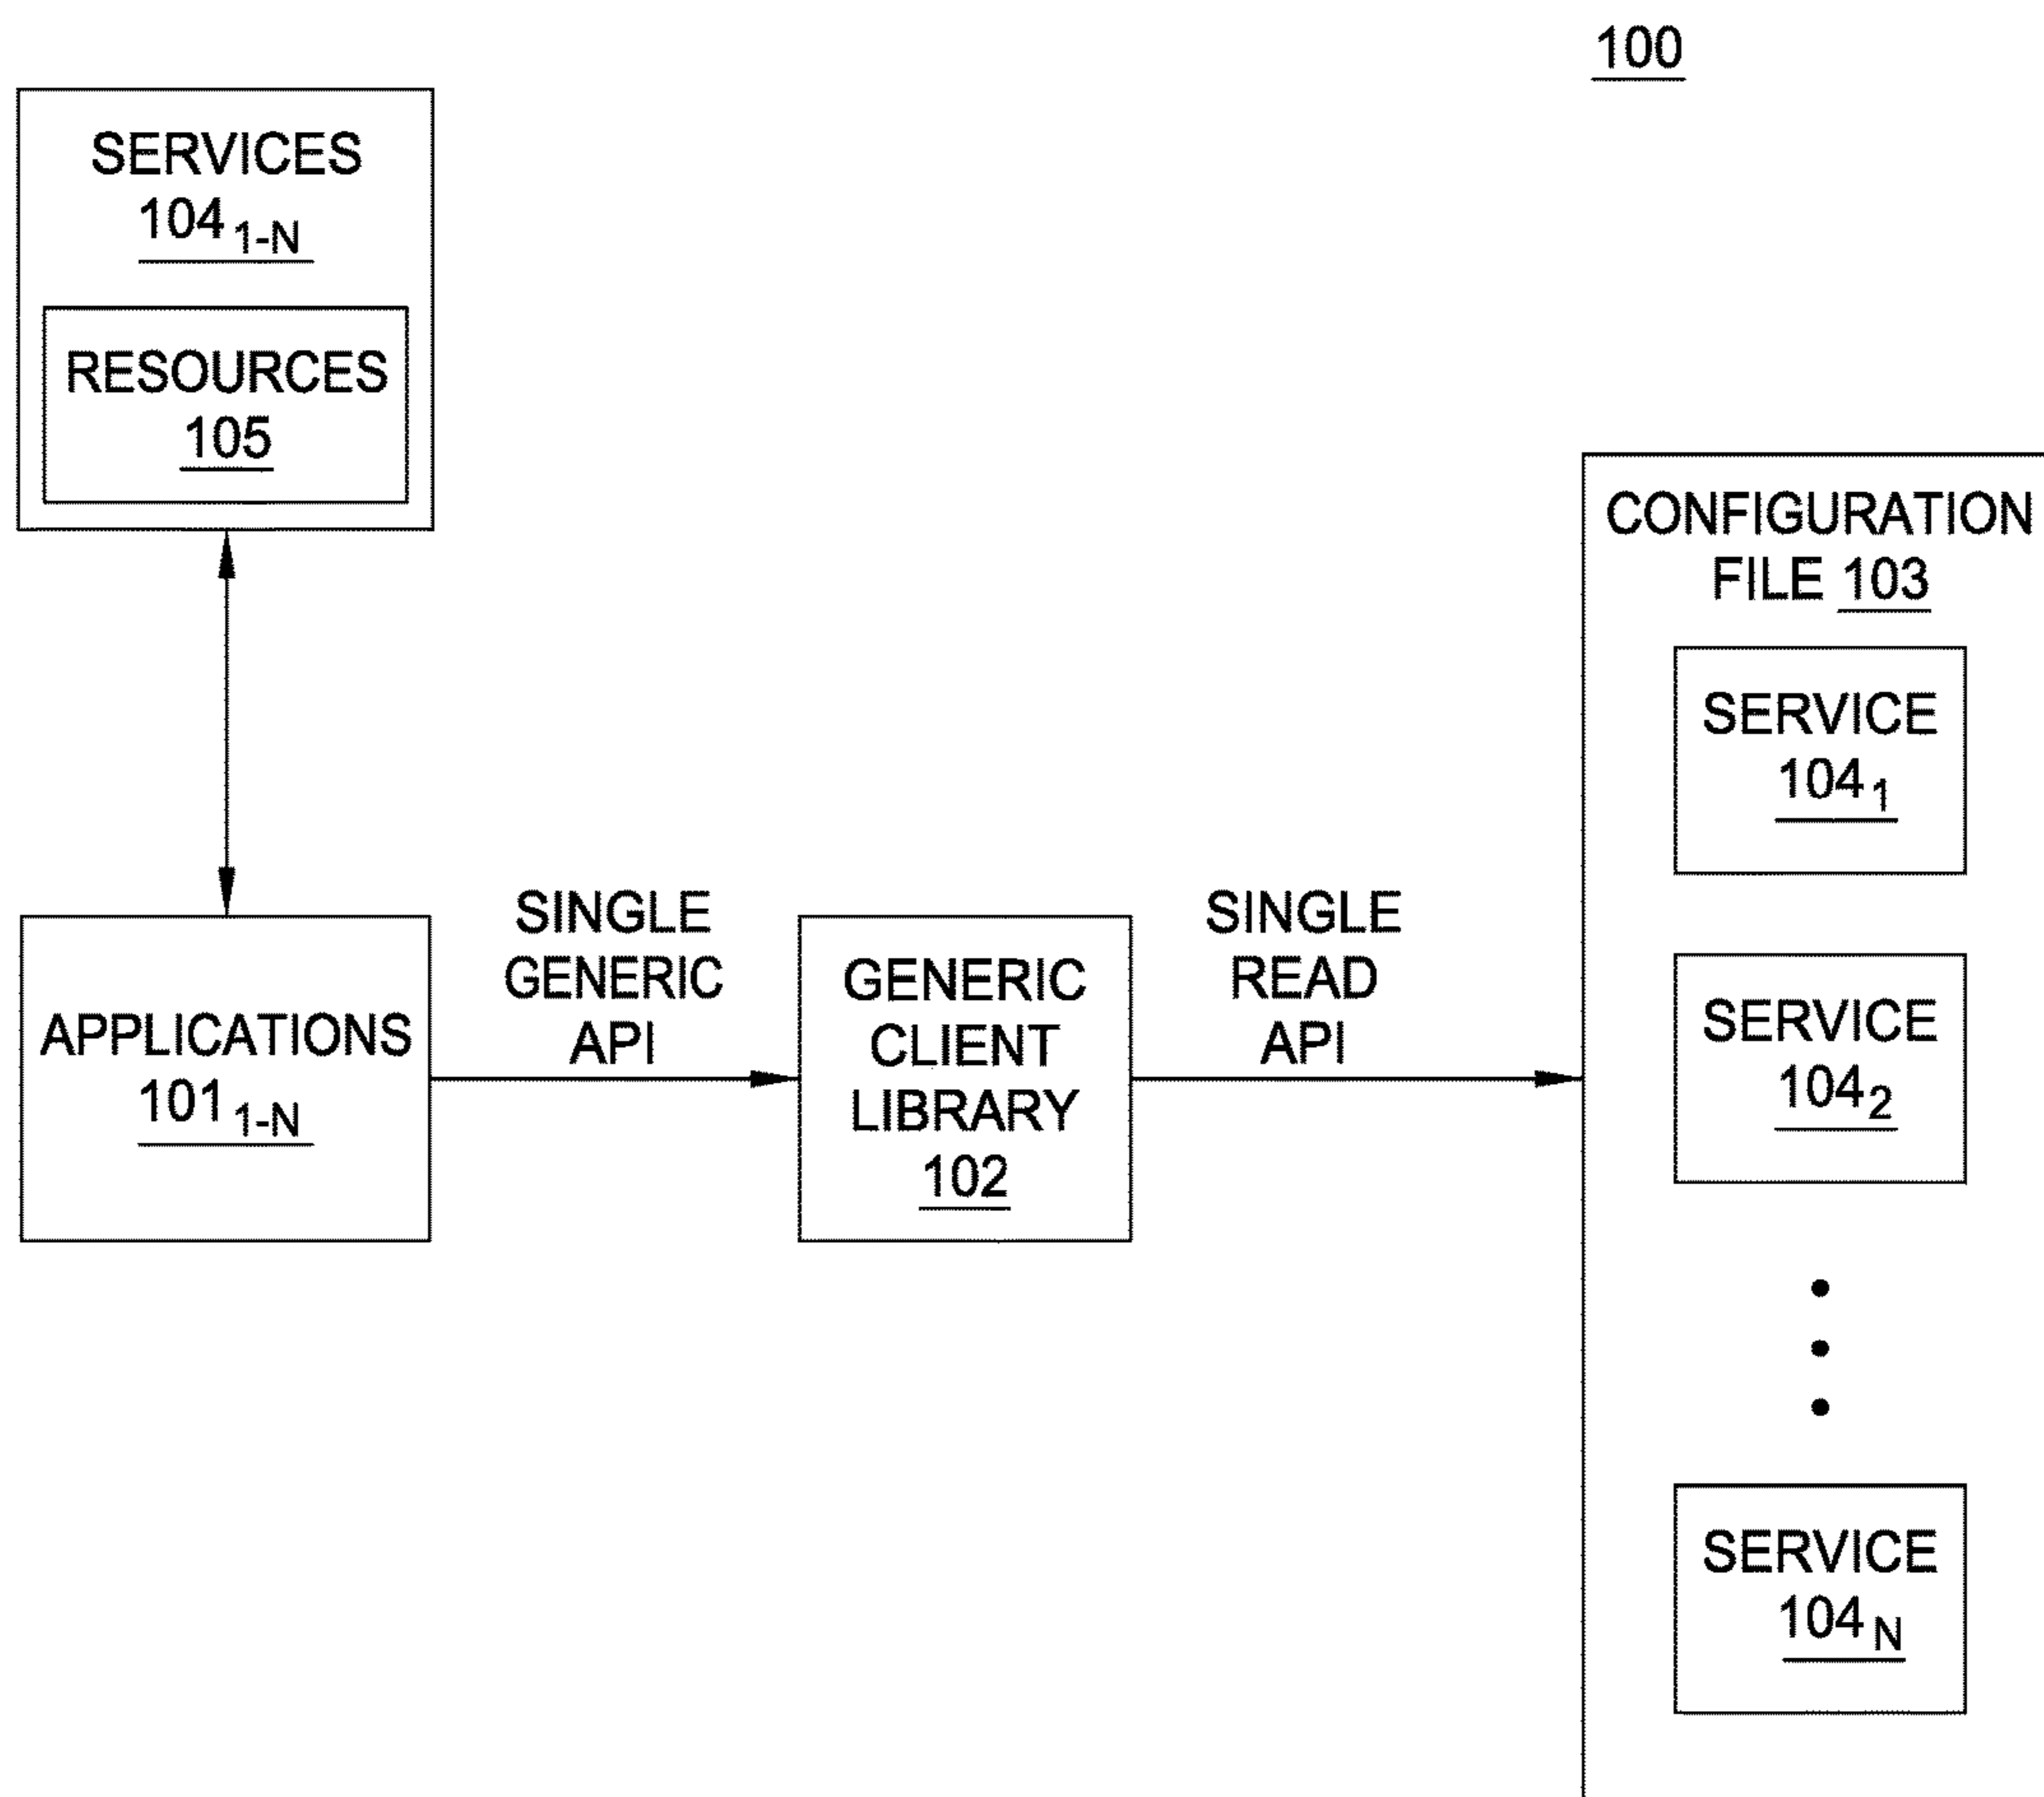 100
SERVICES
104 1-N
RESOURCES
105
CONFIGURATION
FILE 103
SERVICE
104 1
SERVICE
104 2
SERVICE
104 N
APPLICATIONS
101 1-N
SINGLE
GENERIC
API
GENERIC
CLIENT
LIBRARY
102
SINGLE
READ
API